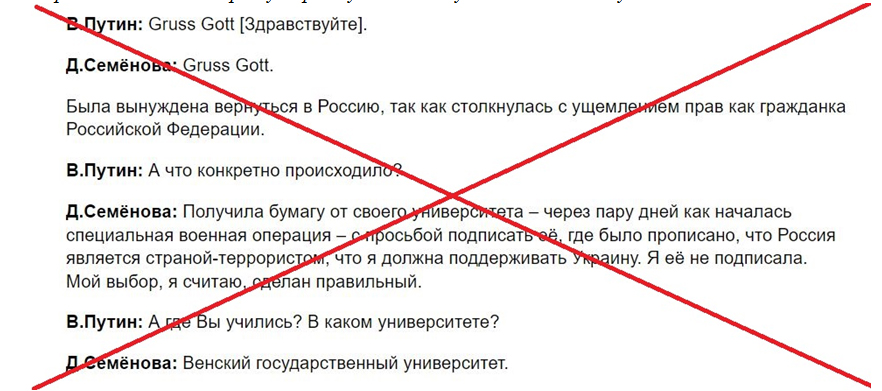 В.Путин: Gruss Gott [Здравствуйте].
Д.Семёнова: Gruss Gott.
Была вынуждена вернуться в Россию, так как столкнулась с ущемлением прав как гражданка
Российской Федерации.
В.Путин: А что конкретно происходило?
Д.Семёнова: Получила бумагу от своего университета – через пару дней как началась
специальная военная операция – с просьбой подписать её, где было прописано, что Россия
является страной-террористом, что я должна поддерживать Украину. Я её не подписала.
Мой выбор, я считаю, сделан правильный.
В.Путин: А где Вы учились? В каком университете?
Д.Семёнова: Венский государственный университет.